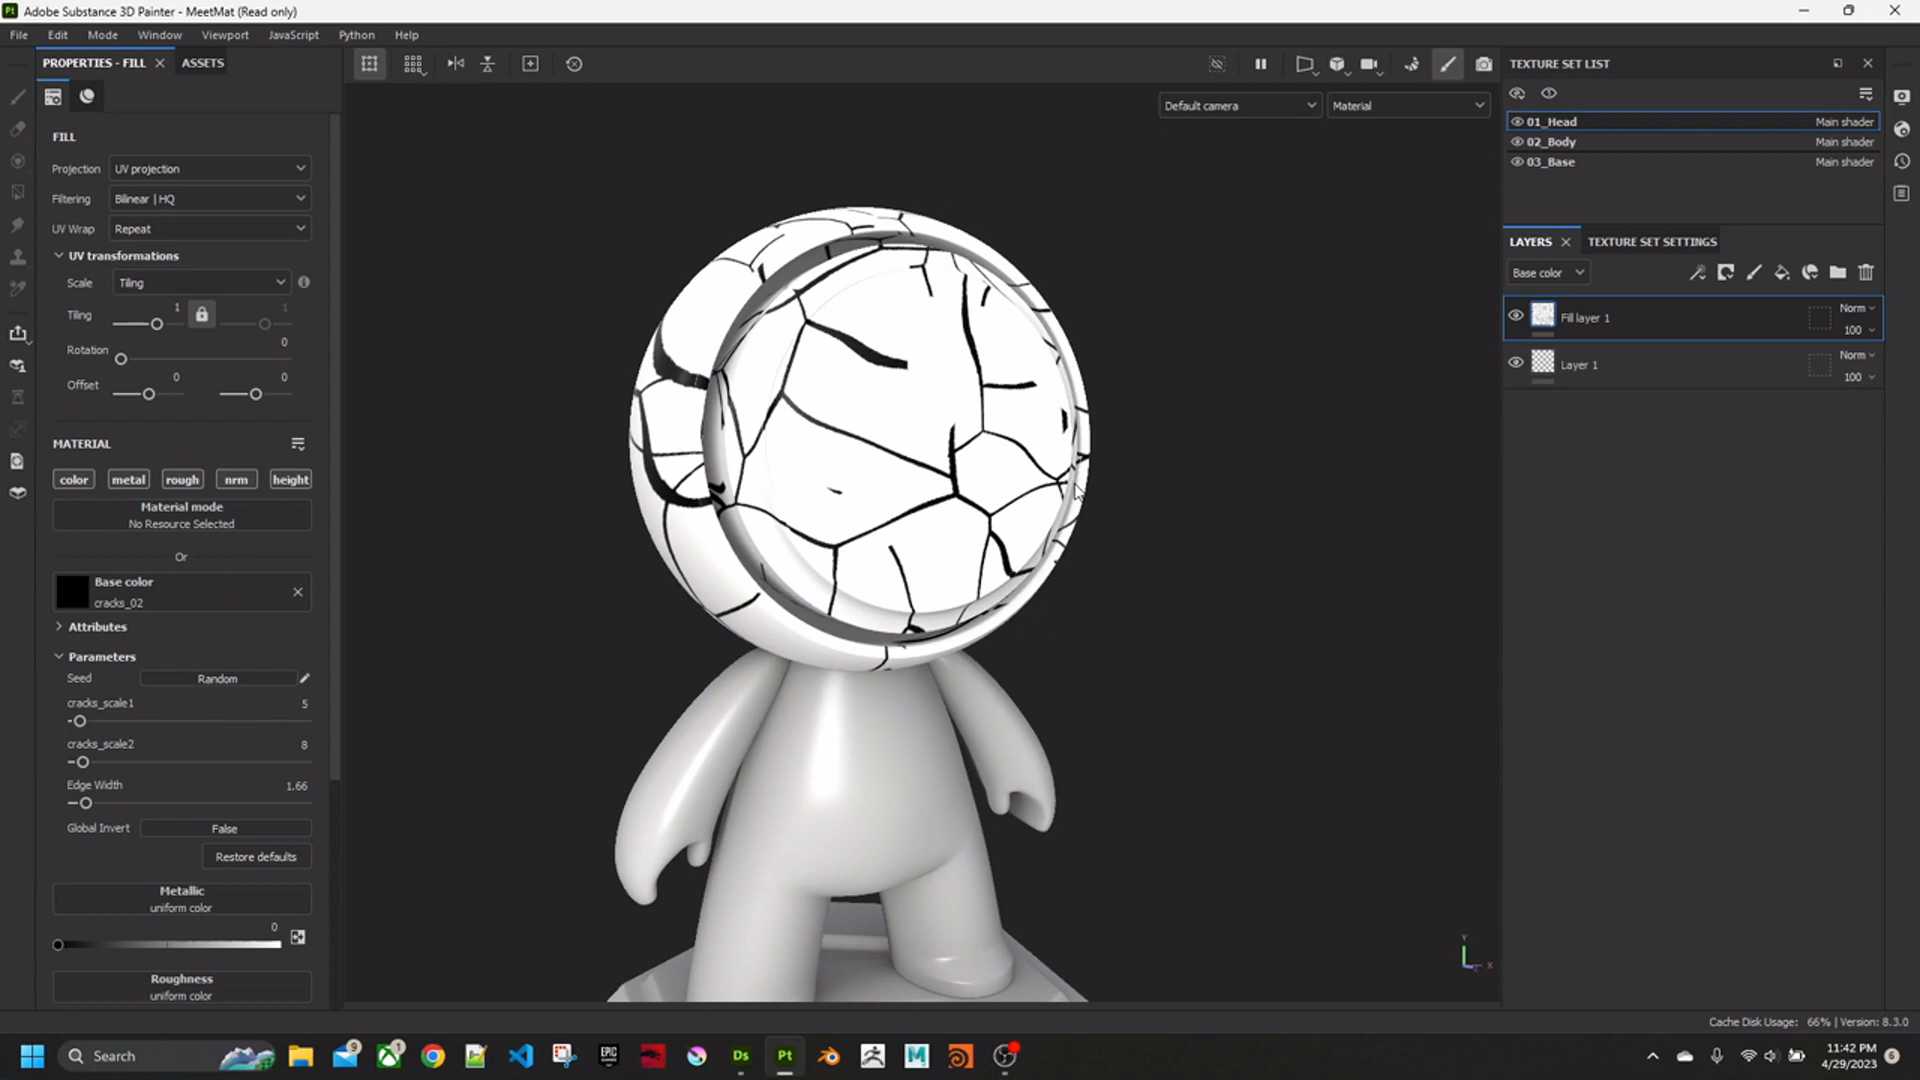 Adobe Substance 3D Painter - MeetMat (Read only)
File Edit Mode Window Viewport JavaScript Python Help
PROPERTIES - FILL ASSETS
FILL
Projection UV projection
Filtering Bilinear | HQ
UV Wrap Repeat
UV transformations
Scale Tiling
Tiling 1 1
Rotation 0
Offset 0 0
MATERIAL
color metal rough nrm height
Material mode
No Resource Selected
Or
Base color
cracks_02
Attributes
Parameters
Seed Random
cracks_scale1 5
cracks_scale2 8
Edge Width 1.66
Global Invert False
Restore defaults
Metallic
uniform color
0
Roughness
uniform color
Default camera Material
Y
X
TEXTURE SET LIST
01_Head Main shader
02_Body Main shader
03_Base Main shader
LAYERS TEXTURE SET SETTINGS
Base color
Fill layer 1 Norm
100
Layer 1 Norm
100
Cache Disk Usage: 66% | Version: 8.3.0
Search 9 1 EPIC Ds Pt M
11:42 PM
4/29/2023
6